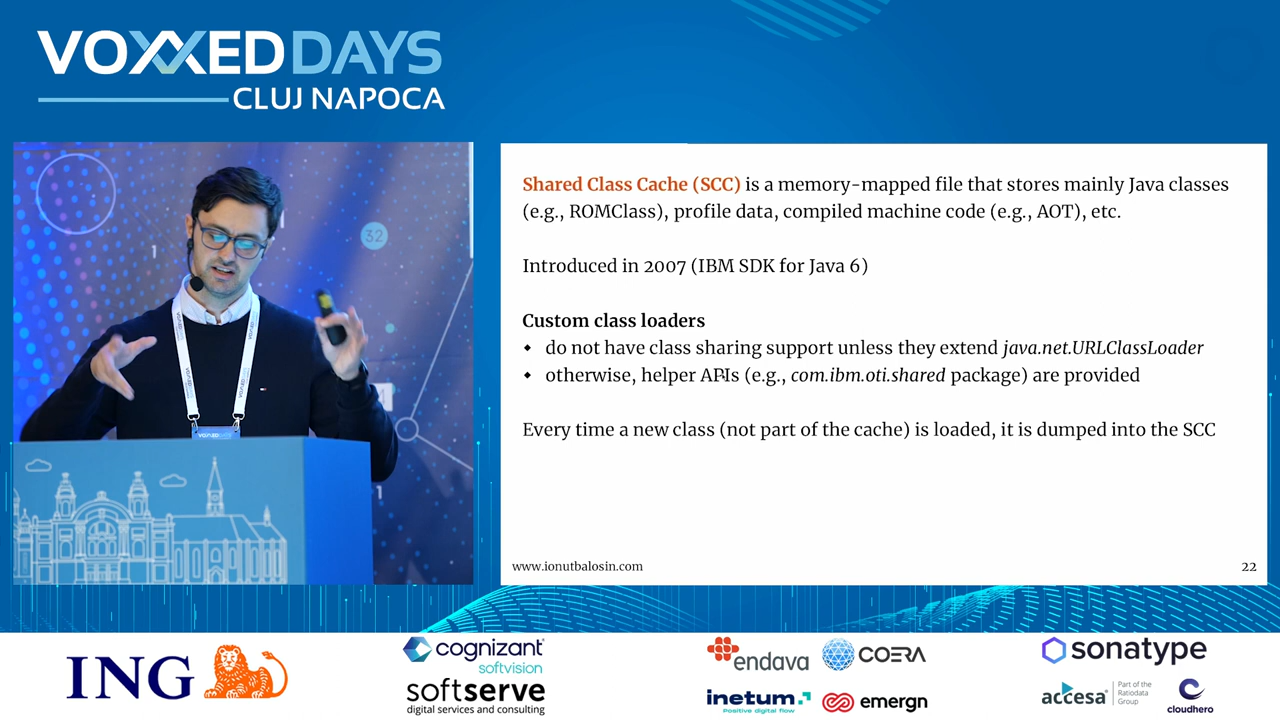 VOXXEDDAYS
CLUJ NAPOCA
32
1
1
Shared Class Cache (SCC) is a memory-mapped file that stores mainly Java classes
(e.g., ROMClass), profile data, compiled machine code (e.g., AOT), etc.
Introduced in 2007 (IBM SDK for Java 6)
Custom class loaders
◆ do not have class sharing support unless they extend java.net.URLClassLoader
◆ otherwise, helper APIs (e.g., com.ibm.oti.shared package) are provided
Every time a new class (not part of the cache) is loaded, it is dumped into the SCC
www.ionutbalosin.com
22
ING
cognizant
softvision
softserve
digital services and consulting
endava
COERA
inetum.
Positive digital flow
emergn
sonatype
accesa
Part of the
Ratiodata
Group
cloudhero